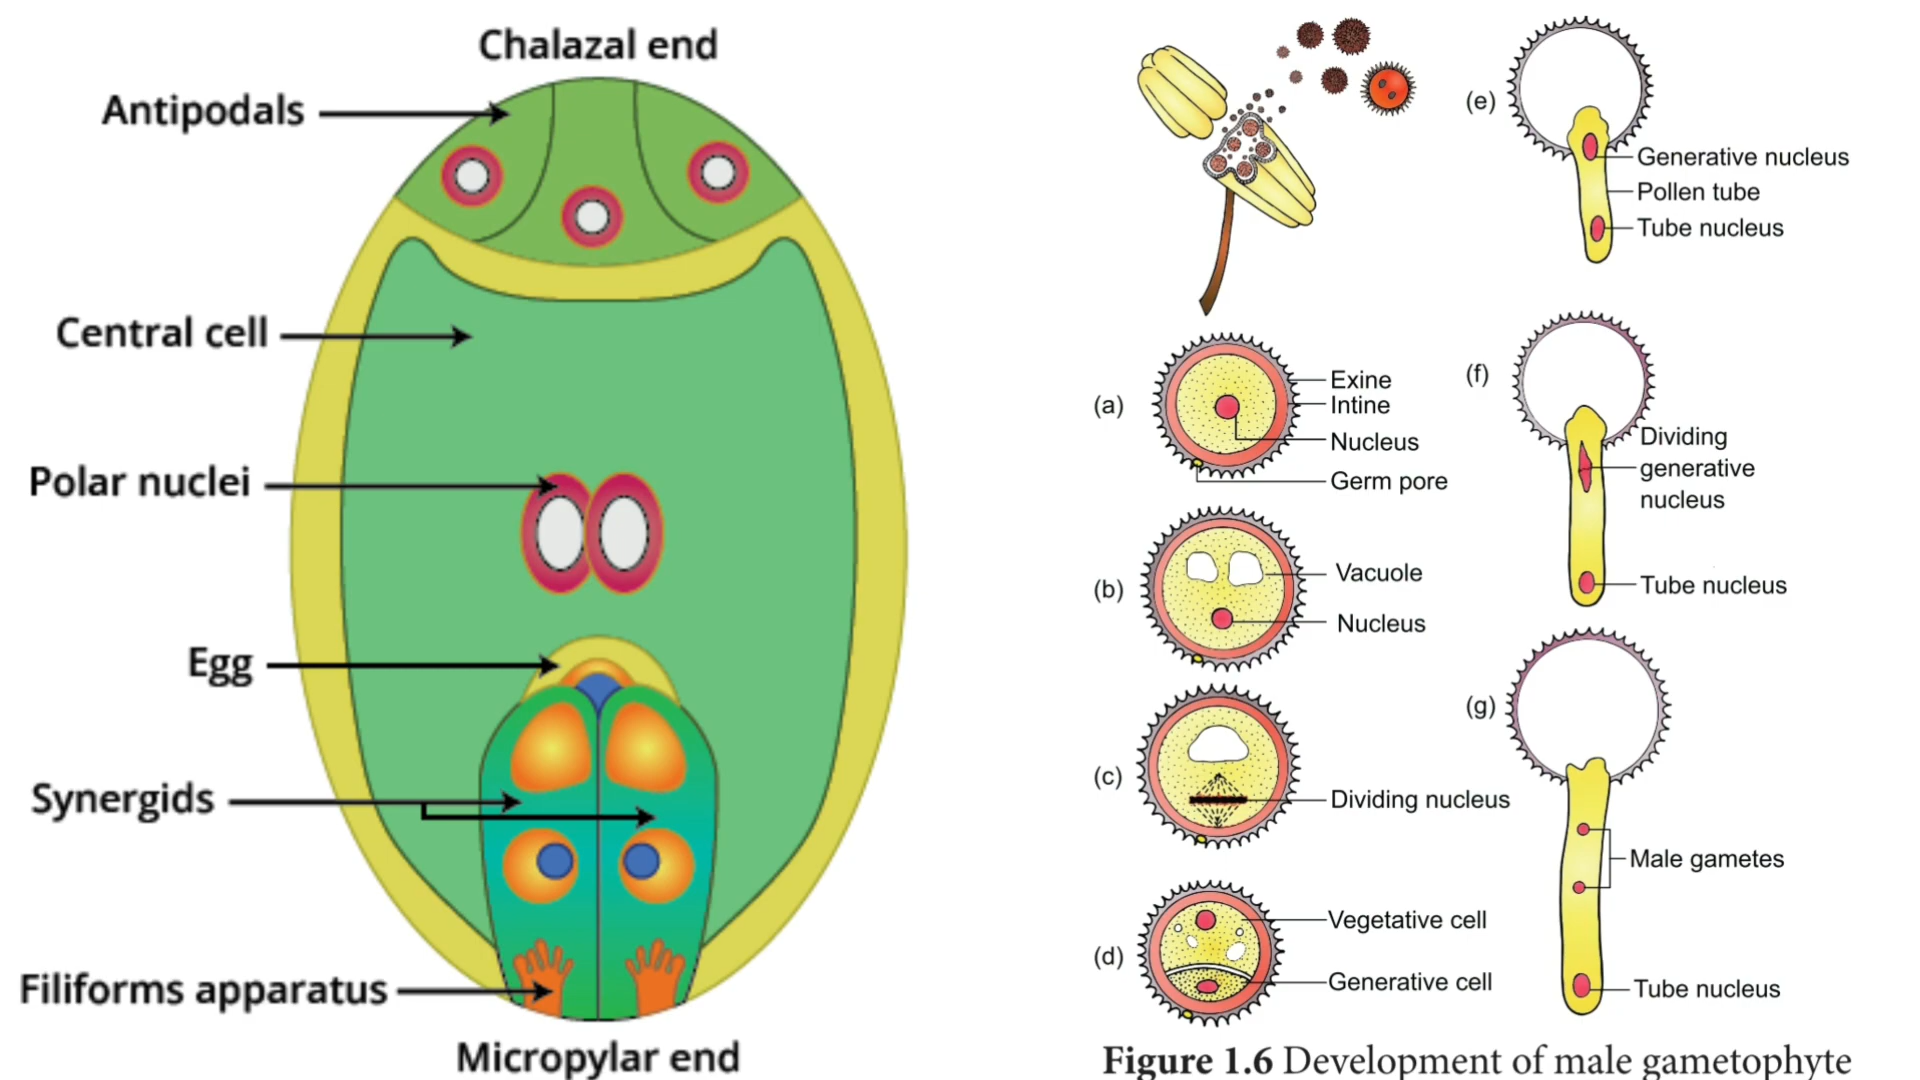 Chalazal end
Antipodals
Central cell
Polar nuclei
Egg
Synergids
Filiforms apparatus
Micropylar end
(a)
Exine
Intine
Nucleus
Germ pore
(b)
Vacuole
Nucleus
(c)
Dividing nucleus
(d)
Vegetative cell
Generative cell
(e)
Generative nucleus
Pollen tube
Tube nucleus
(f)
Dividing
generative
nucleus
Tube nucleus
(g)
Male gametes
Tube nucleus
Figure 1.6 Development of male gametophyte